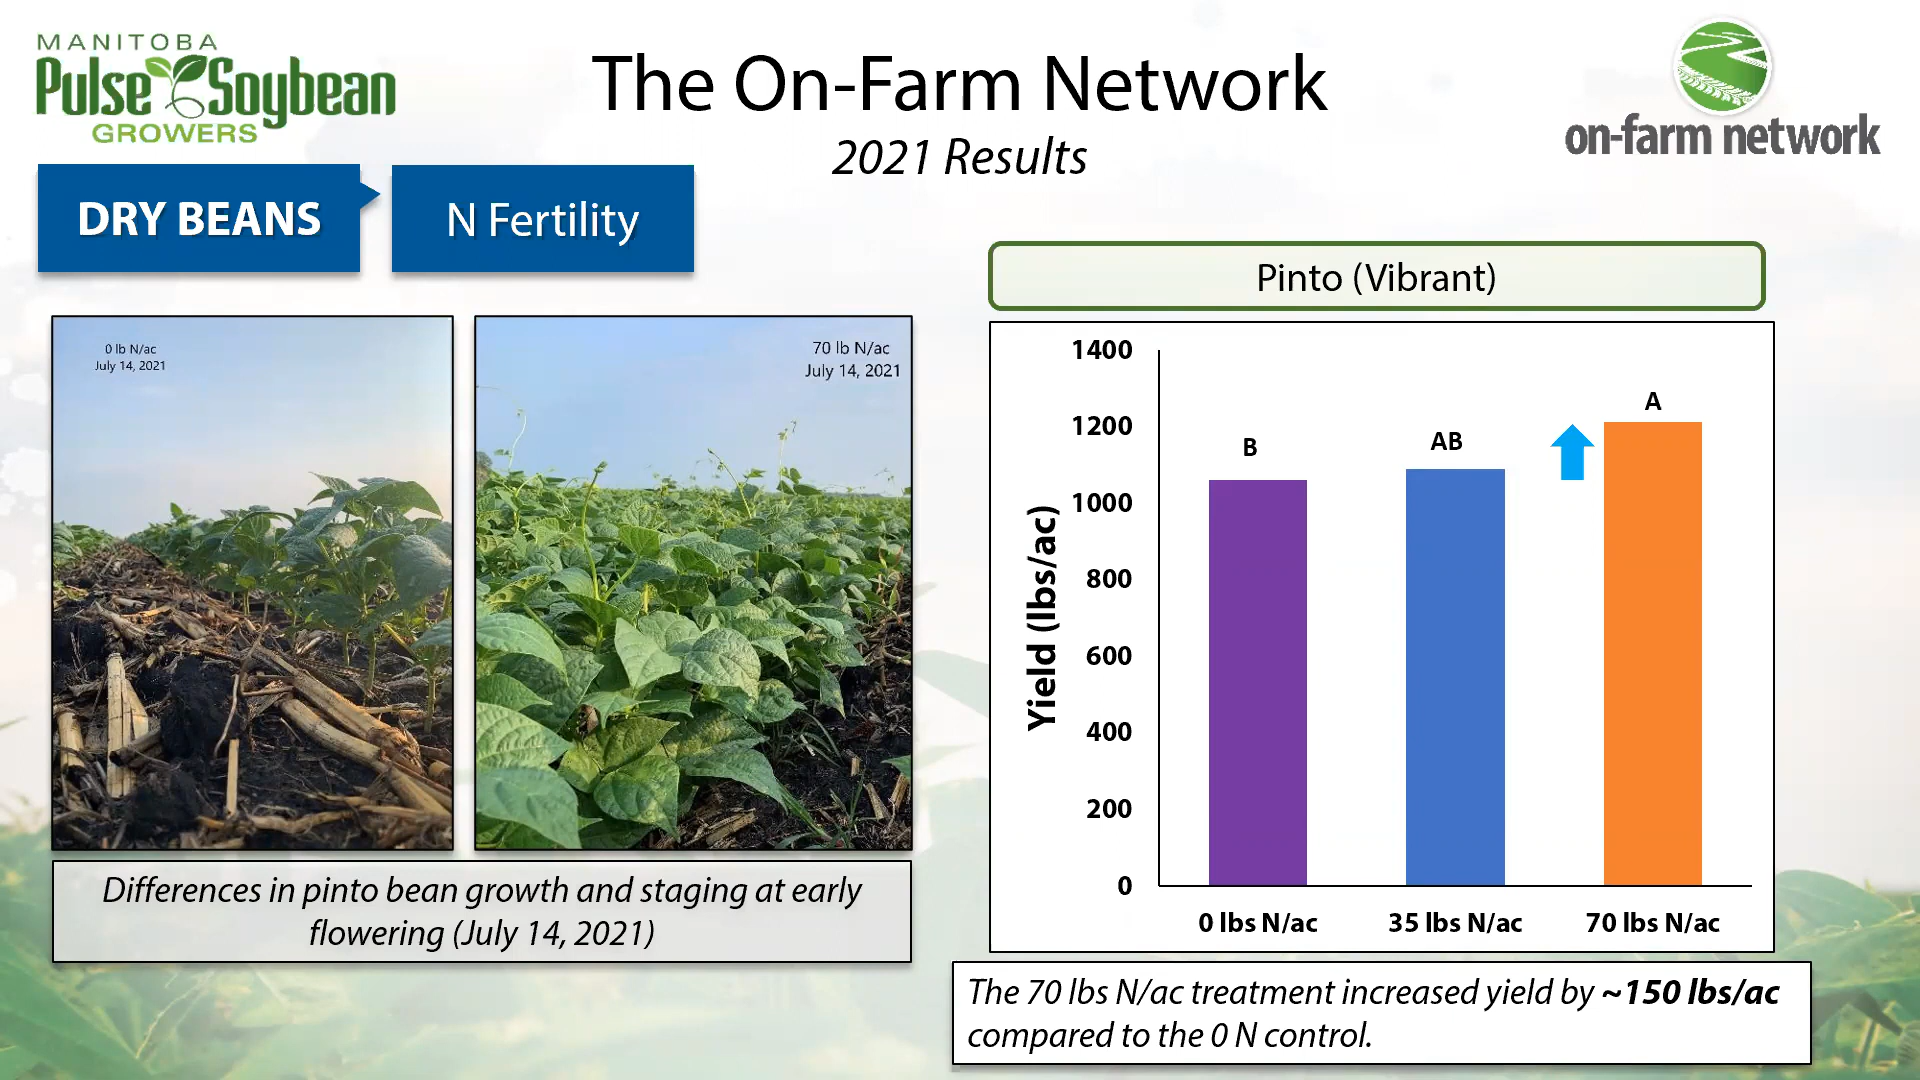 MANITOBA
Pulse Soybean
GROWERS
The On-Farm Network
2021 Results
on-farm network
DRY BEANS
N Fertility
0 lb N/ac
July 14, 2021
70 lb N/ac
July 14, 2021
Differences in pinto bean growth and staging at early
flowering (July 14, 2021)
Pinto (Vibrant)
Yield (lbs/ac)
1400
1200
1000
800
600
400
200
0
B
AB
A
0 lbs N/ac
35 lbs N/ac
70 lbs N/ac
The 70 lbs N/ac treatment increased yield by ~150 lbs/ac
compared to the 0 N control.